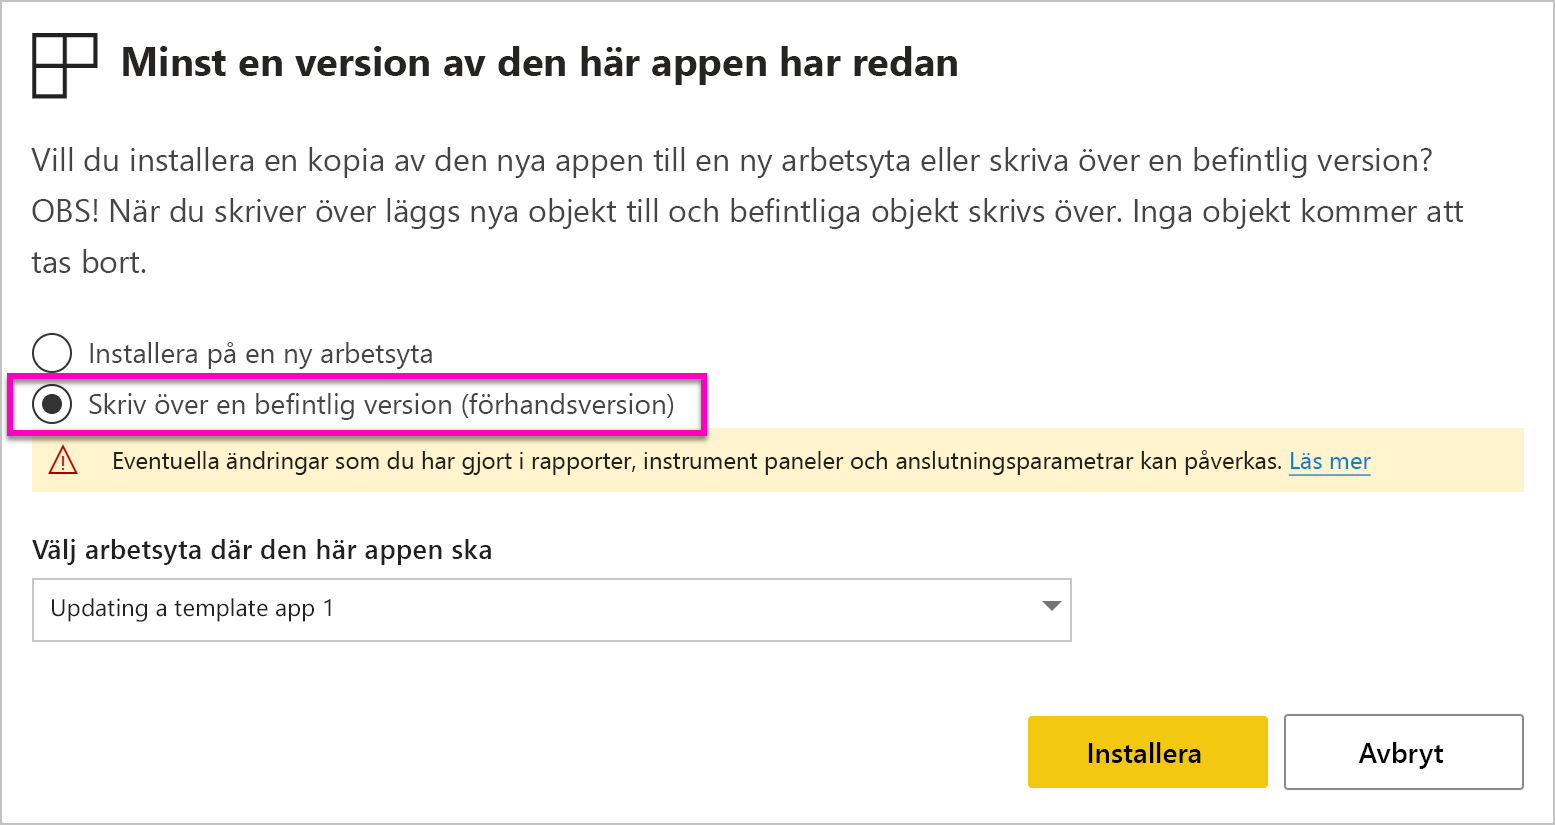 Minst en version av den här appen har redan
Vill du installera en kopia av den nya appen till en ny arbetsyta eller skriva över en befintlig version?
OBS! När du skriver över läggs nya objekt till och befintliga objekt skrivs över. Inga objekt kommer att
tas bort.
Installera på en ny arbetsyta
Skriv över en befintlig version (förhandsversion)
Eventuella ändringar som du har gjort i rapporter, instrument paneler och anslutningsparametrar kan påverkas. Läs mer
Välj arbetsyta där den här appen ska
Updating a template app 1
Installera
Avbryt